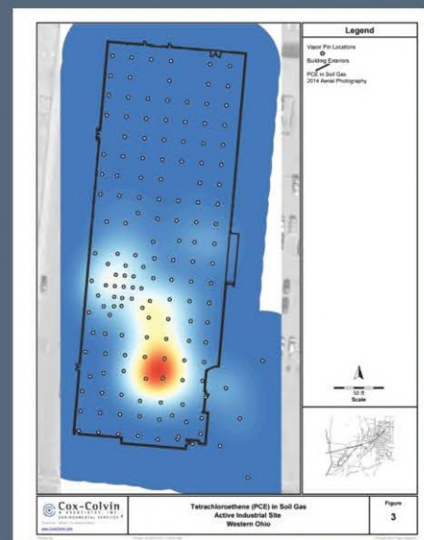 Legend
Vapor Pin Locations
Building Exteriors
PCE in Soil Gas
2014 Aerial Photography
50 ft
Scale
Cox-Colvin
& ASSOCIATES, INC.
ENVIRONMENTAL SERVICES
Tetrachloroethene (PCE) in Soil Gas
Active Industrial Site
Western Ohio
Figure
3